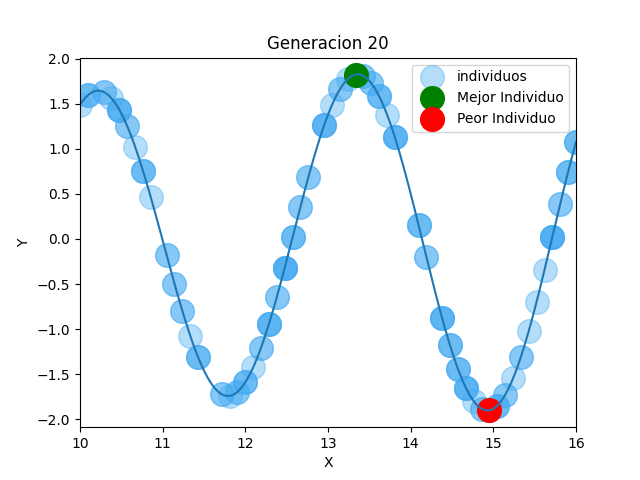 Generacion 20
individuos
Mejor Individuo
Peor Individuo
Y
2.0
1.5
1.0
0.5
0.0
−0.5
−1.0
−1.5
−2.0
10 11 12 13 14 15 16
X